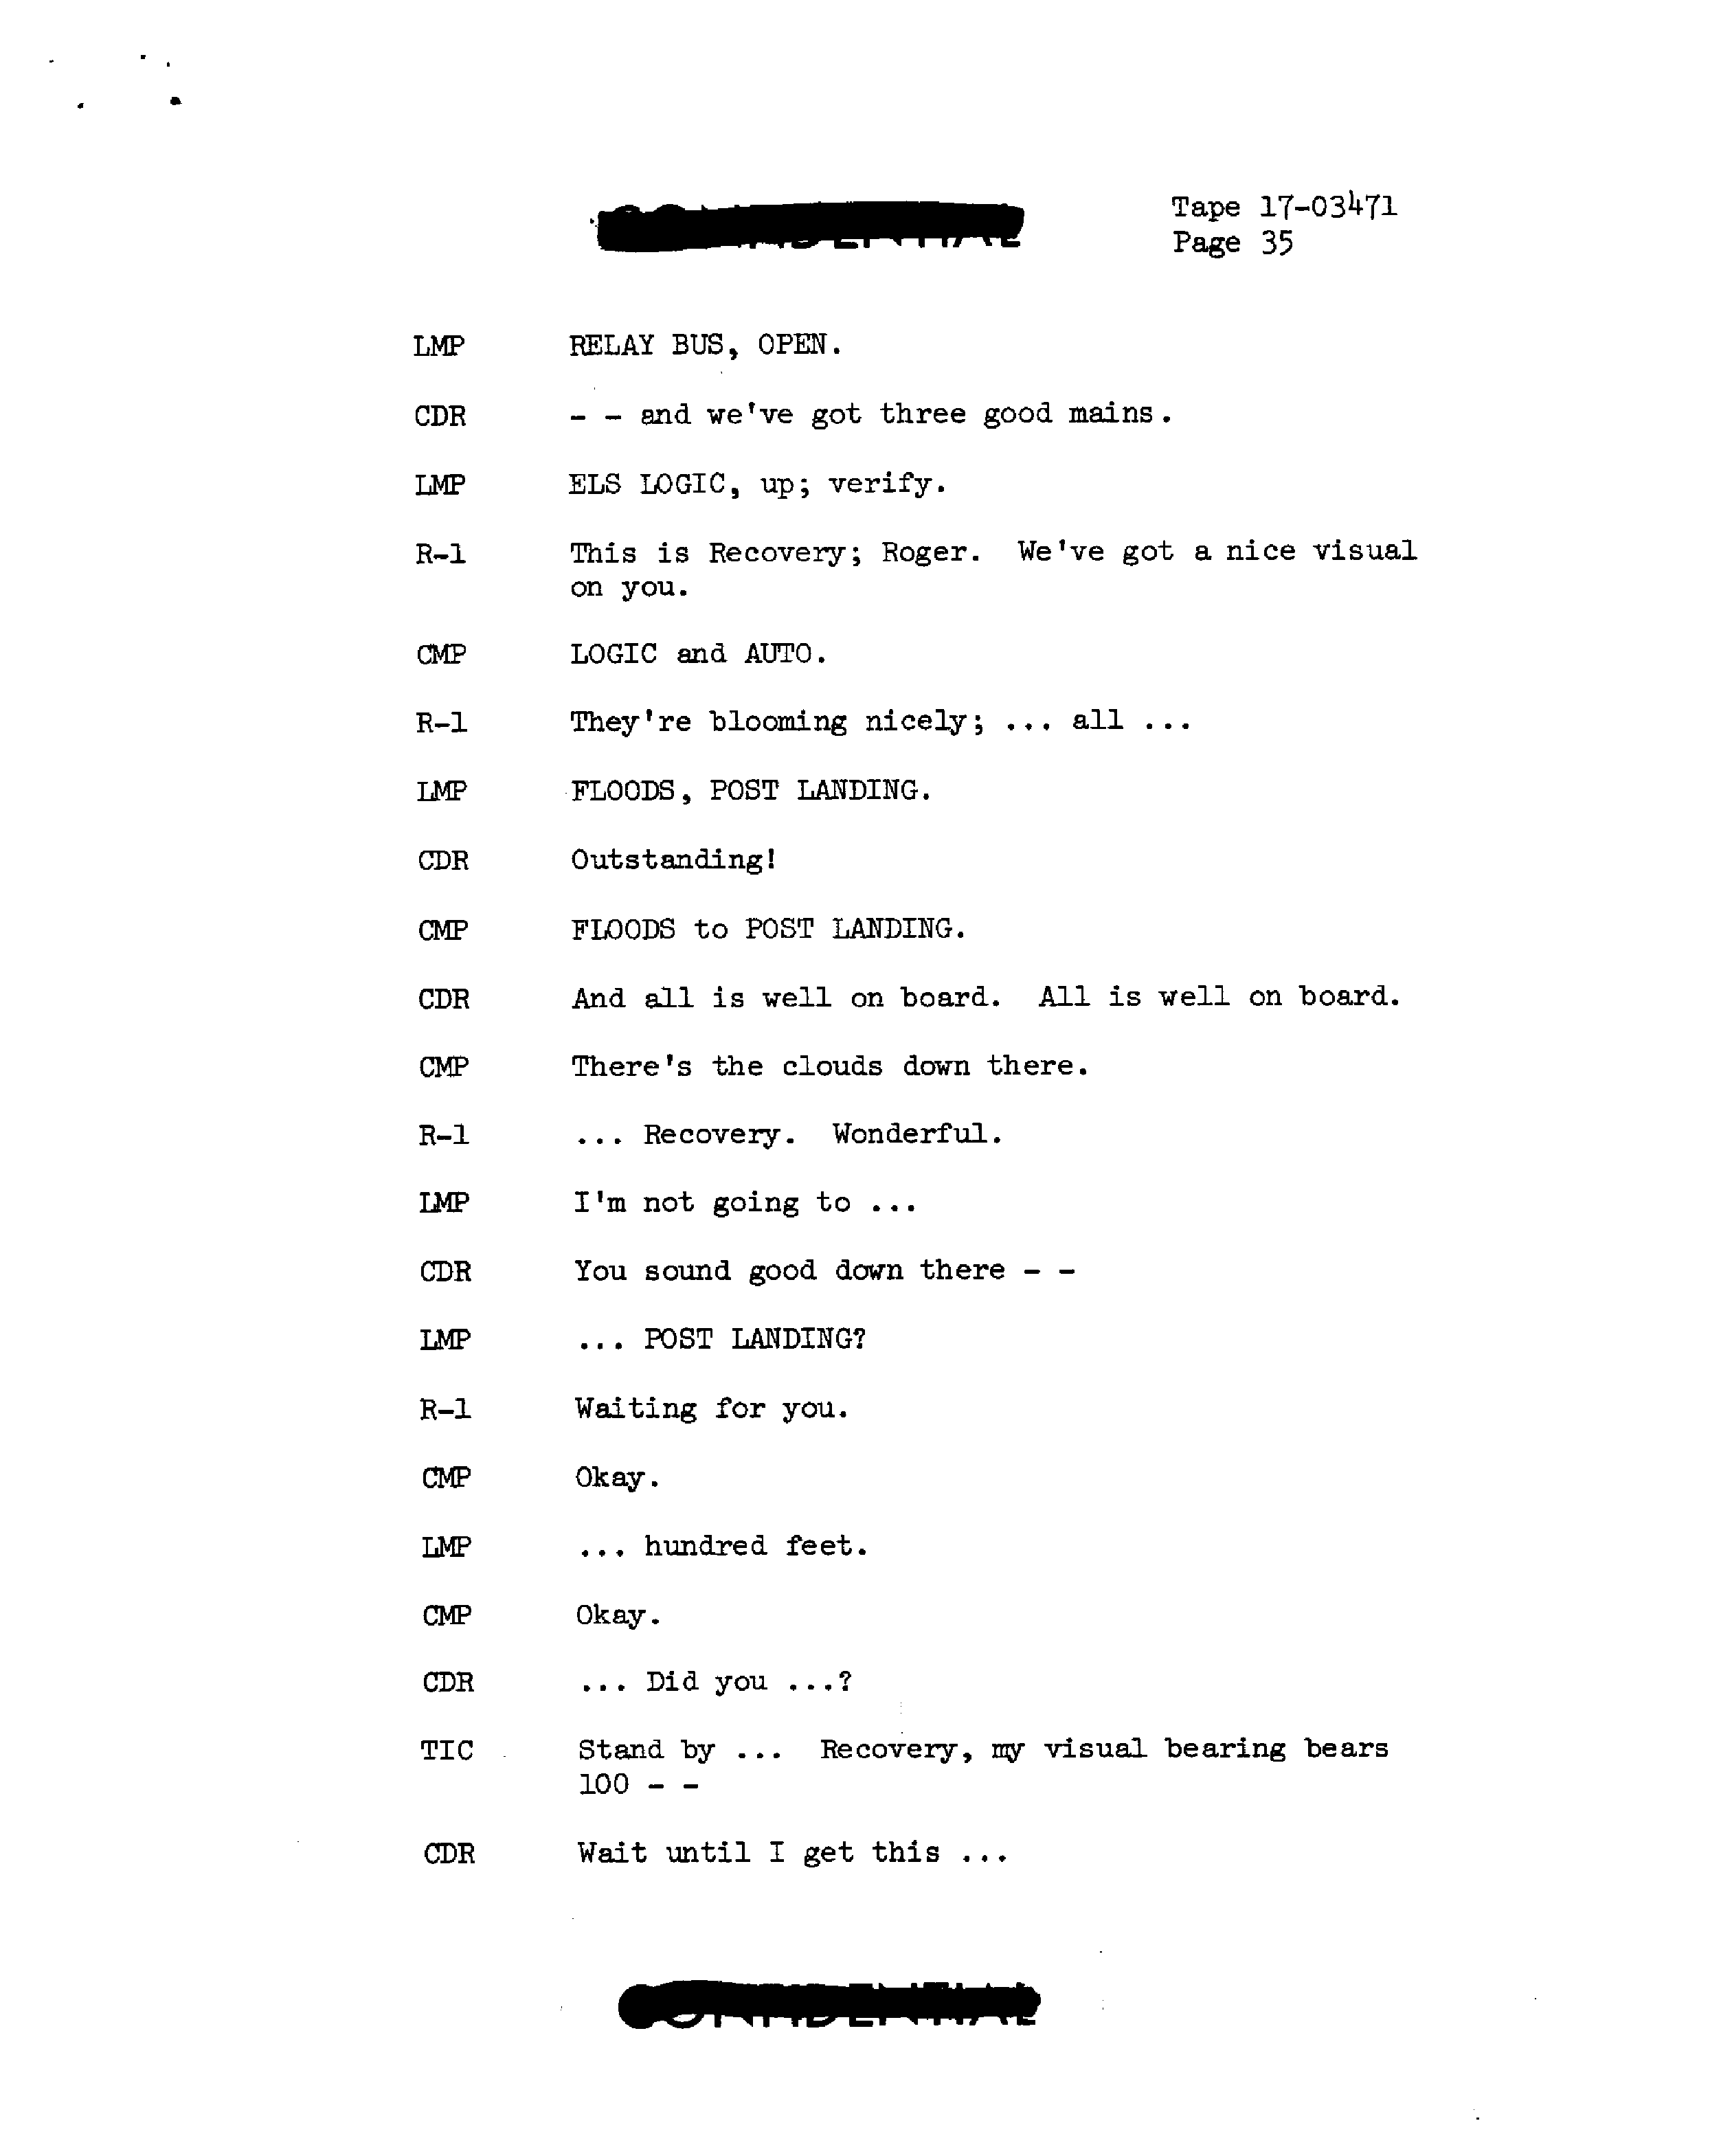 Tape 17-03471
Page 35
LMP RELAY BUS, OPEN.
CDR - - and we've got three good mains.
LMP ELS LOGIC, up; verify.
R-1 This is Recovery; Roger. We've got a nice visual
on you.
CMP LOGIC and AUTO.
R-1 They're blooming nicely; ... all ...
LMP FLOODS, POST LANDING.
CDR Outstanding!
CMP FLOODS to POST LANDING.
CDR And all is well on board. All is well on board.
CMP There's the clouds down there.
R-1 ... Recovery. Wonderful.
LMP I'm not going to ...
CDR You sound good down there - -
LMP ... POST LANDING?
R-1 Waiting for you.
CMP Okay.
LMP ... hundred feet.
CMP Okay.
CDR ... Did you ...?
TIC Stand by ... Recovery, my visual bearing bears
100 - -
CDR Wait until I get this ...